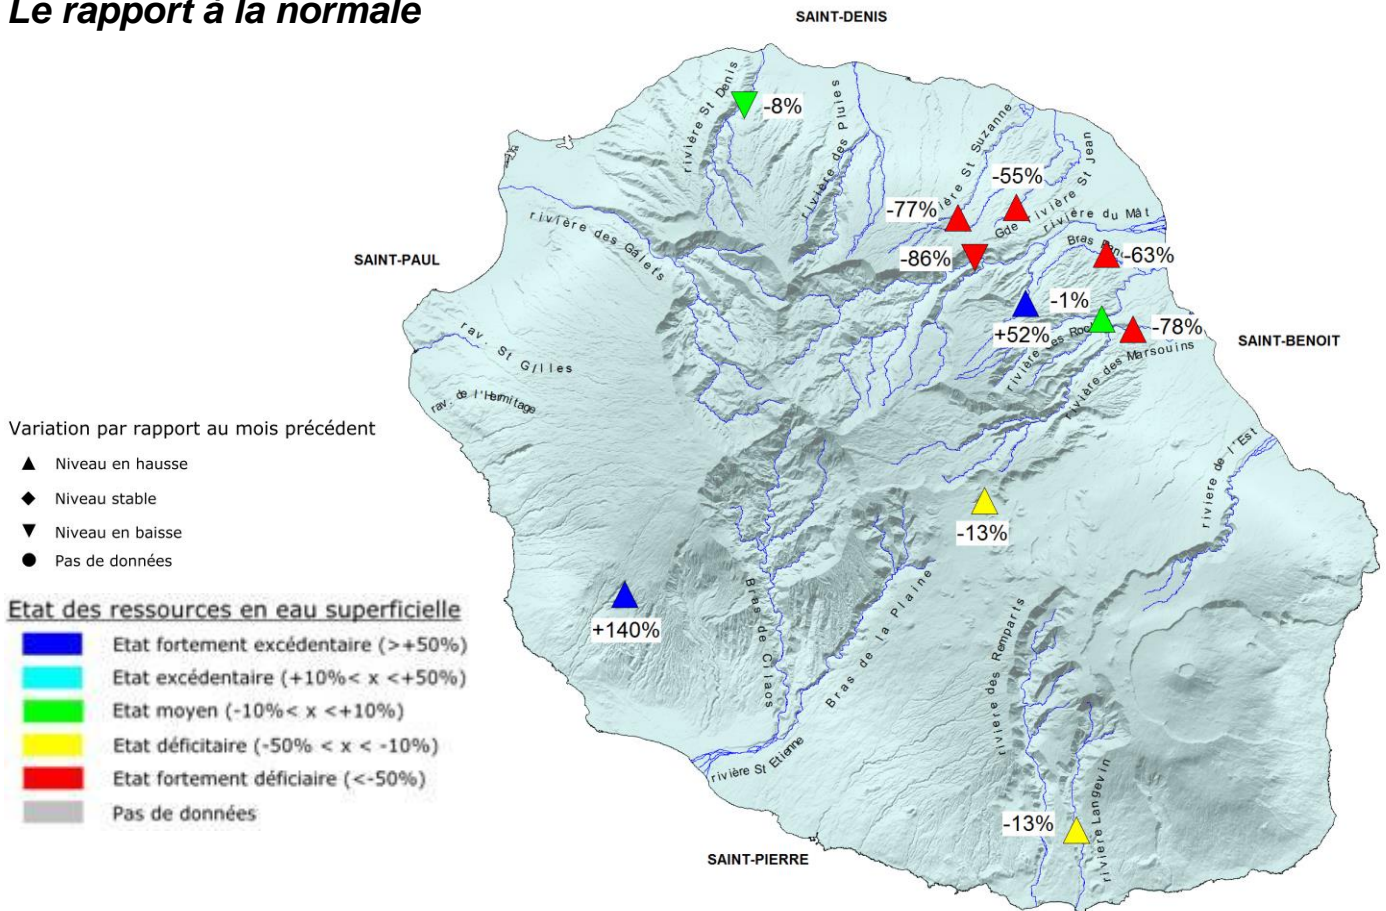 Le rapport à la normale
SAINT-DENIS
rivière St Denis
-8%
rivière des Pluies
St Suzanne
-55%
rivière St Jean
-77%
Gde
rivière du Mât
rivière des Galets
-86%
Bras
-63%
SAINT-PAUL
-1%
+52%
rivière des
-78%
SAINT-BENOIT
rav. St Gilles
rivière des Marsouins
rav. de l'Hermitage
rivière de l'Est
Variation par rapport au mois précédent
Niveau en hausse
Niveau stable
Niveau en baisse
Pas de données
-13%
Etat des ressources en eau superficielle
Etat fortement excédentaire (>+50%)
Etat excédentaire (+10%< x <+50%)
Etat moyen (-10%< x <+10%)
Etat déficitaire (-50% < x < -10%)
Etat fortement déficiaire (<-50%)
Pas de données
+140%
Bras de Cilaos
Bras de la Plaine
rivière des Remparts
rivière St Etienne
rivière Langevin
-13%
SAINT-PIERRE